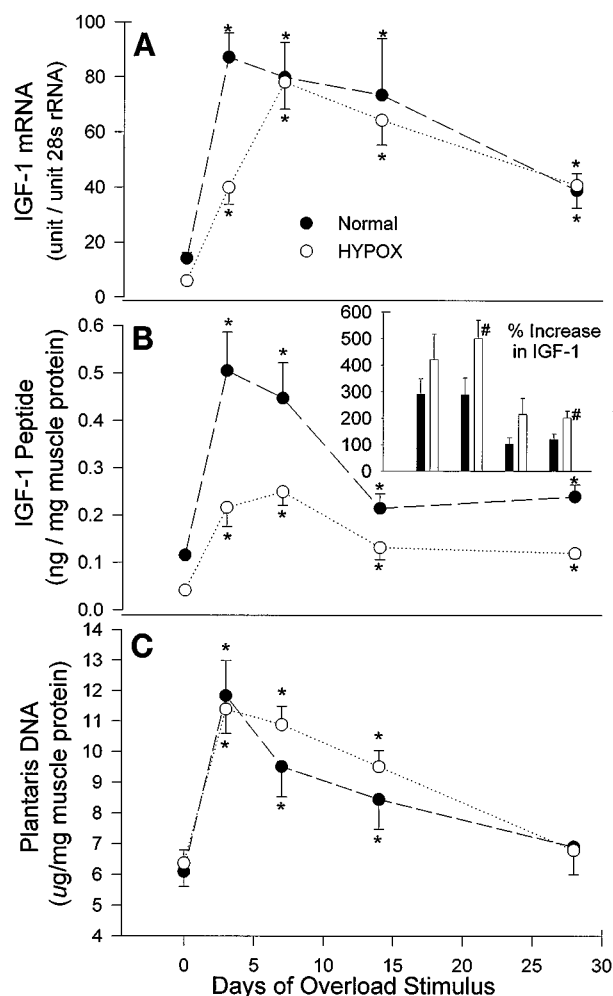 A
IGF-1 mRNA
(unit / unit 28s rRNA)
100
80
60
40
20
0
* * *
* * * * *
Normal
HYPOX
B
IGF-1 Peptide
(ng / mg muscle protein)
0.6
0.5
0.4
0.3
0.2
0.1
0.0
* * * *
* * * *
600
500
400
300
200
100
0
% Increase
in IGF-1
# #
C
Plantaris DNA
(ug/mg muscle protein)
14
13
12
11
10
9
8
7
6
5
4
* * *
* * *
0 5 10 15 20 25 30
Days of Overload Stimulus